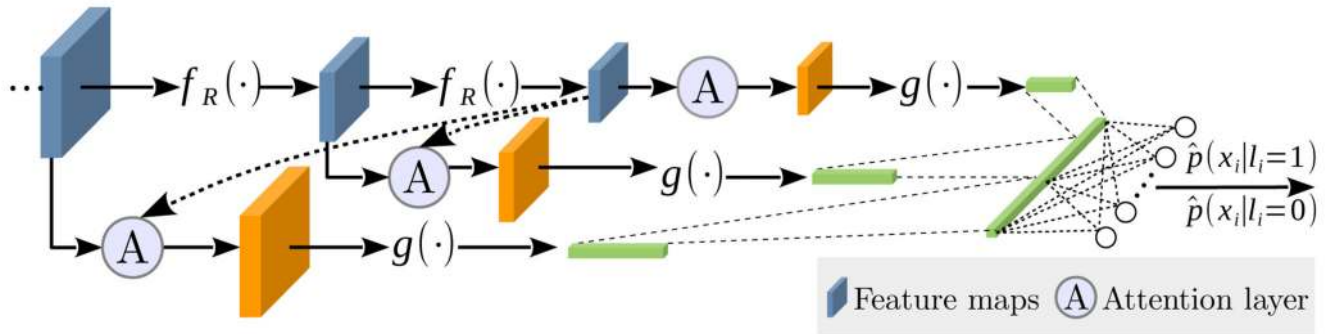 ... f_R(·) f_R(·) A g(·)
A g(·)
A g(·)
p̂(x_i|l_i=1)
p̂(x_i|l_i=0)
Feature maps A Attention layer